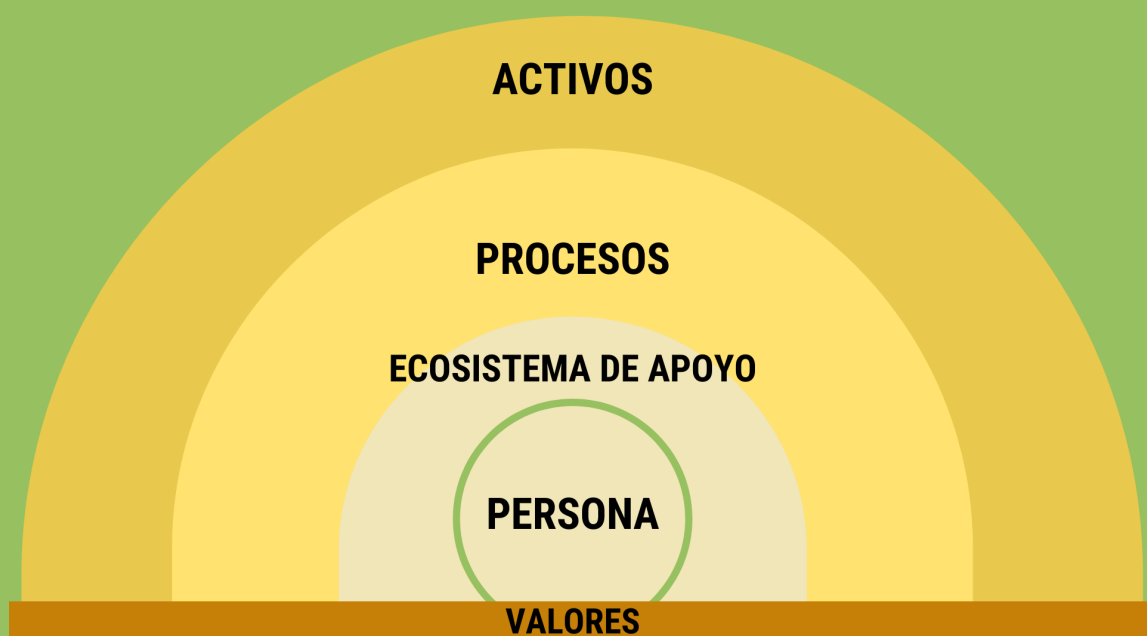 ACTIVOS
PROCESOS
ECOSISTEMA DE APOYO
PERSONA
VALORES